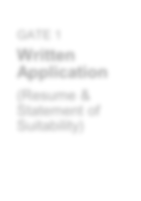 GATE 1
Written
Application
(Resume &
Statement of
Suitability)